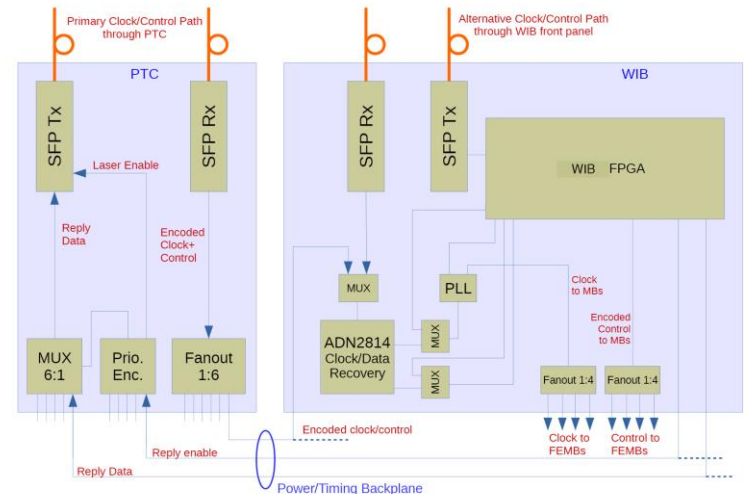 Primary Clock/Control Path
through PTC
Alternative Clock/Control Path
through WIB front panel
PTC
WIB
SFP Tx
SFP Rx
SFP Rx
SFP Tx
WIB FPGA
Laser Enable
Reply
Data
Encoded
Clock+
Control
MUX
PLL
Clock
to MBs
Encoded
Control
to MBs
MUX
6:1
Prio.
Enc.
Fanout
1:6
ADN2814
Clock/Data
Recovery
MUX
MUX
Fanout 1:4
Fanout 1:4
Encoded clock/control
Clock to
FEMBs
Control to
FEMBs
Reply enable
Reply Data
Power/Timing Backplane